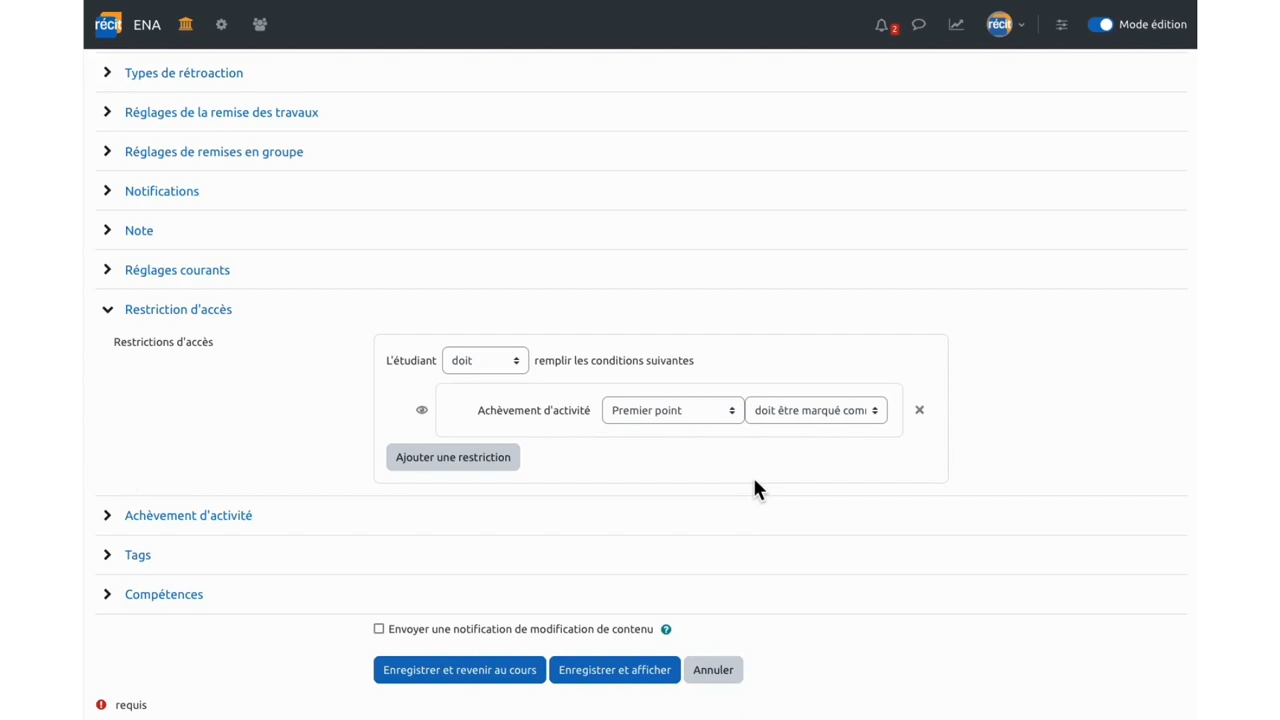 récit ENA 2 récit Mode édition
Types de rétroaction
Réglages de la remise des travaux
Réglages de remises en groupe
Notifications
Note
Réglages courants
Restriction d'accès
Restrictions d'accès
L'étudiant doit remplir les conditions suivantes
Achèvement d'activité Premier point doit être marqué com
Ajouter une restriction
Achèvement d'activité
Tags
Compétences
Envoyer une notification de modification de contenu ?
Enregistrer et revenir au cours Enregistrer et afficher Annuler
! requis